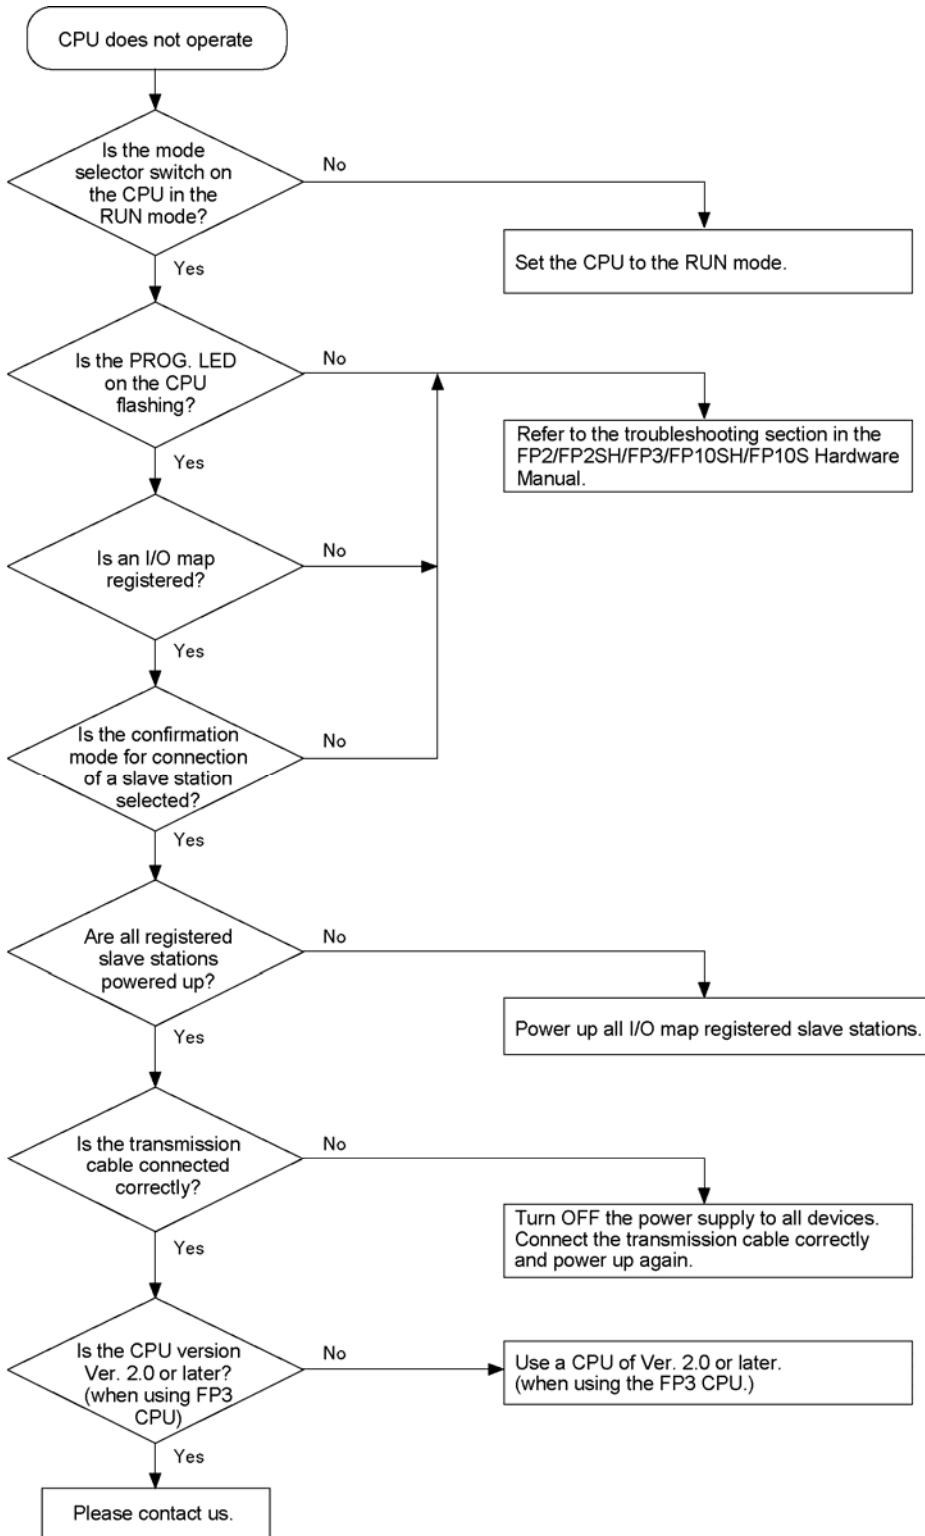 CPU does not operate
Is the mode
selector switch on
the CPU in the
RUN mode?
No
Set the CPU to the RUN mode.
Yes
Is the PROG. LED
on the CPU
flashing?
No
Refer to the troubleshooting section in the
FP2/FP2SH/FP3/FP10SH/FP10S Hardware
Manual.
Yes
Is an I/O map
registered?
No
Yes
Is the confirmation
mode for connection
of a slave station
selected?
No
Yes
Are all registered
slave stations
powered up?
No
Power up all I/O map registered slave stations.
Yes
Is the transmission
cable connected
correctly?
No
Turn OFF the power supply to all devices.
Connect the transmission cable correctly
and power up again.
Yes
Is the CPU version
Ver. 2.0 or later?
(when using FP3
CPU)
No
Use a CPU of Ver. 2.0 or later.
(when using the FP3 CPU.)
Yes
Please contact us.